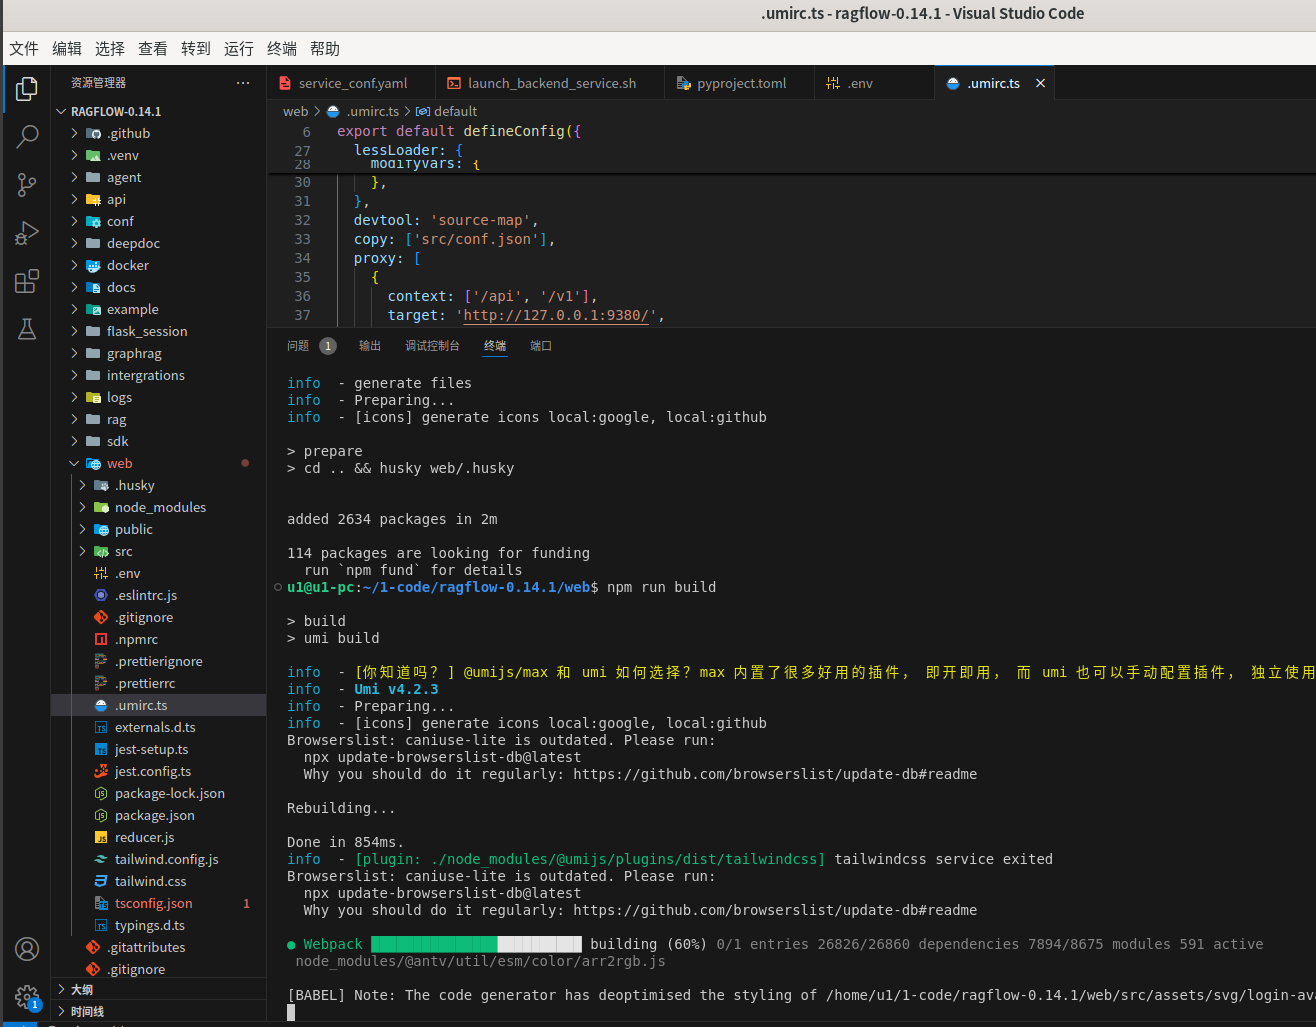 .umirc.ts - ragflow-0.14.1 - Visual Studio Code
文件 编辑 选择 查看 转到 运行 终端 帮助
资源管理器 ···
RAGFLOW-0.14.1
.github
.venv
agent
api
conf
deepdoc
docker
docs
example
flask_session
graphrag
intergrations
logs
rag
sdk
web
.husky
node_modules
public
src
.env
.eslintrc.js
.gitignore
.npmrc
.prettierignore
.prettierrc
.umirc.ts
externals.d.ts
jest-setup.ts
jest.config.ts
package-lock.json
package.json
reducer.js
tailwind.config.js
tailwind.css
tsconfig.json 1
typings.d.ts
.gitattributes
.gitignore
大纲
时间线
1
service_conf.yaml launch_backend_service.sh pyproject.toml .env .umirc.ts
web > .umirc.ts > default
6 export default defineConfig({
27 lessLoader: {
28 modifyVars: {
30 },
31 },
32 devtool: 'source-map',
33 copy: ['src/conf.json'],
34 proxy: [
35 {
36 context: ['/api', '/v1'],
37 target: 'http://127.0.0.1:9380/',
问题 1 输出 调试控制台 终端 端口
info - generate files
info - Preparing...
info - [icons] generate icons local:google, local:github
> prepare
> cd .. && husky web/.husky
added 2634 packages in 2m
114 packages are looking for funding
run `npm fund` for details
u1@u1-pc:~/1-code/ragflow-0.14.1/web$ npm run build
> build
> umi build
info - [你知道吗？] @umijs/max 和 umi 如何选择？max 内置了很多好用的插件， 即开即用， 而 umi 也可以手动配置插件， 独立使用
info - Umi v4.2.3
info - Preparing...
info - [icons] generate icons local:google, local:github
Browserslist: caniuse-lite is outdated. Please run:
npx update-browserslist-db@latest
Why you should do it regularly: https://github.com/browserslist/update-db#readme
Rebuilding...
Done in 854ms.
info - [plugin: ./node_modules/@umijs/plugins/dist/tailwindcss] tailwindcss service exited
Browserslist: caniuse-lite is outdated. Please run:
npx update-browserslist-db@latest
Why you should do it regularly: https://github.com/browserslist/update-db#readme
● Webpack building (60%) 0/1 entries 26826/26860 dependencies 7894/8675 modules 591 active
node_modules/@antv/util/esm/color/arr2rgb.js
[BABEL] Note: The code generator has deoptimised the styling of /home/u1/1-code/ragflow-0.14.1/web/src/assets/svg/login-av